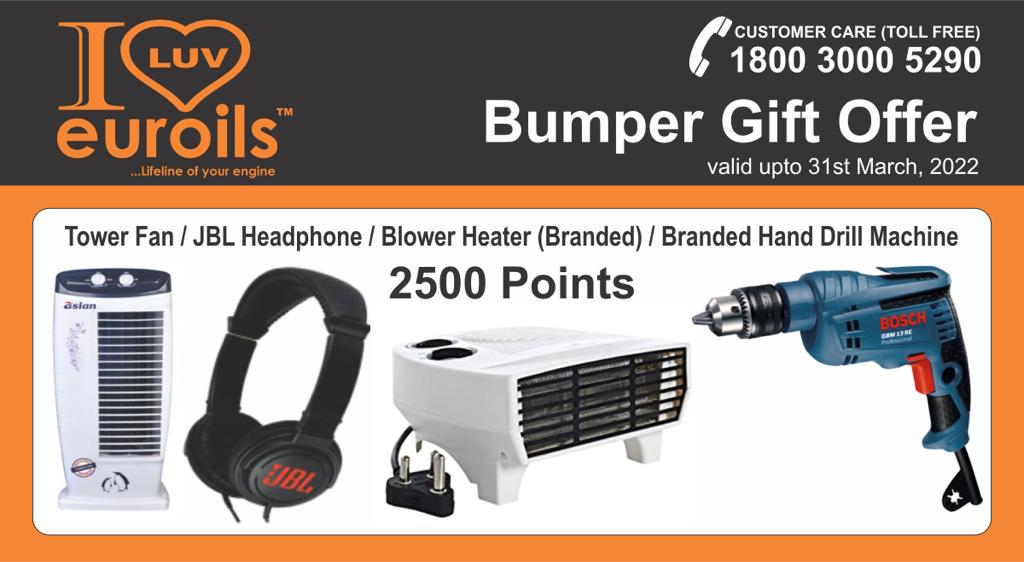 I LUV
euroils™
...Lifeline of your engine
CUSTOMER CARE (TOLL FREE)
1800 3000 5290
Bumper Gift Offer
valid upto 31st March, 2022
Tower Fan / JBL Headphone / Blower Heater (Branded) / Branded Hand Drill Machine
2500 Points
asian
JBL
BOSCH
GBM 13 RE
Professional